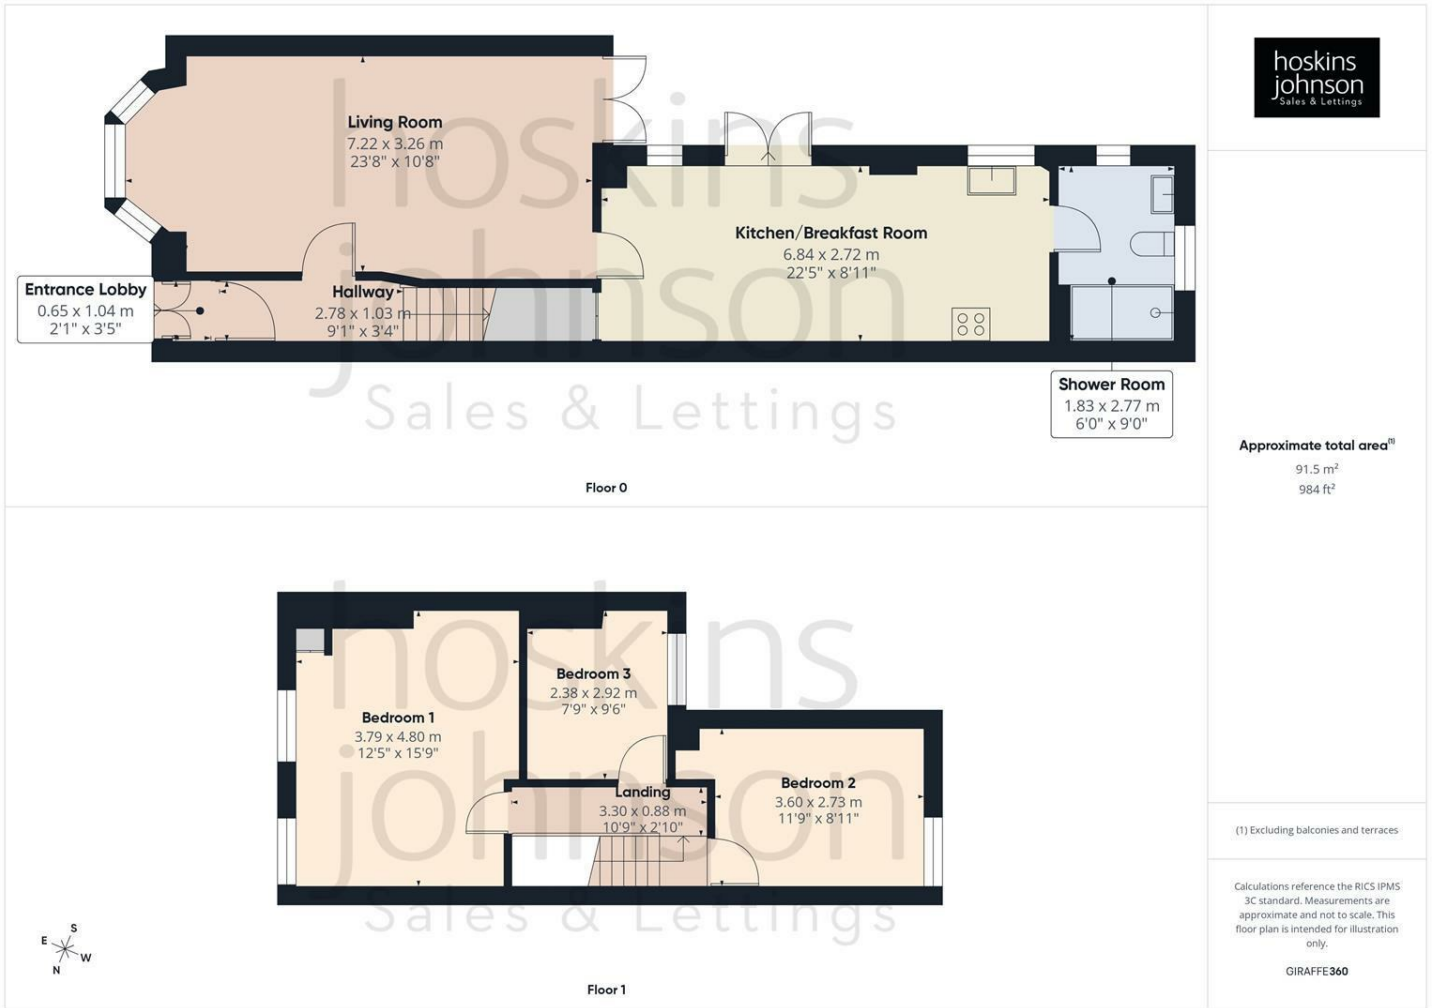 hoskins
johnson
Sales & Lettings
Living Room
7.22 x 3.26 m
23'8" x 10'8"
Kitchen/Breakfast Room
6.84 x 2.72 m
22'5" x 8'11"
Entrance Lobby
0.65 x 1.04 m
2'1" x 3'5"
Hallway
2.78 x 1.03 m
9'1" x 3'4"
Shower Room
1.83 x 2.77 m
6'0" x 9'0"
hoskins
johnson
Sales & Lettings
Floor 0
Approximate total area(1)
91.5 m²
984 ft²
Bedroom 1
3.79 x 4.80 m
12'5" x 15'9"
Bedroom 3
2.38 x 2.92 m
7'9" x 9'6"
Landing
3.30 x 0.88 m
10'9" x 2'10"
Bedroom 2
3.60 x 2.73 m
11'9" x 8'11"
hoskins
johnson
Sales & Lettings
(1) Excluding balconies and terraces
Calculations reference the RICS IPMS
3C standard. Measurements are
approximate and not to scale. This
floor plan is intended for illustration
only.
GIRAFFE360
S
E
W
N
Floor 1